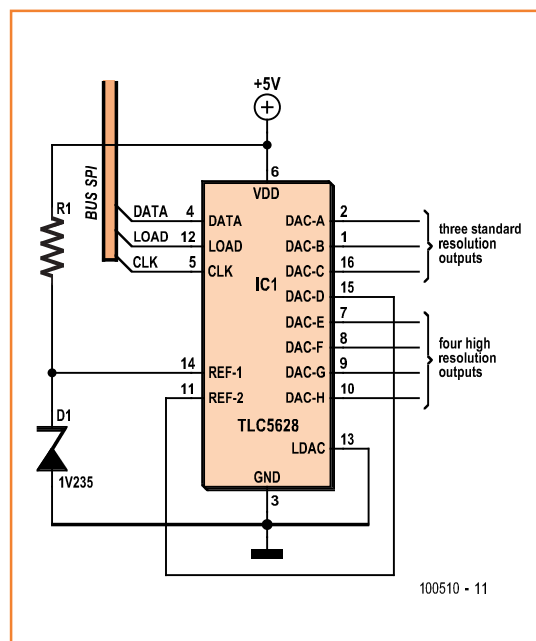 +5V
R1
BUS SPI
6
VDD
DATA 4 DATA
LOAD 12 LOAD
CLK 5 CLK
IC1
DAC-A 2
DAC-B 1
DAC-C 16
DAC-D 15
DAC-E 7
DAC-F 8
DAC-G 9
DAC-H 10
three standard
resolution
outputs
four high
resolution
outputs
14 REF-1
11 REF-2
TLC5628
LDAC 13
GND
3
D1
1V235
100510 - 11